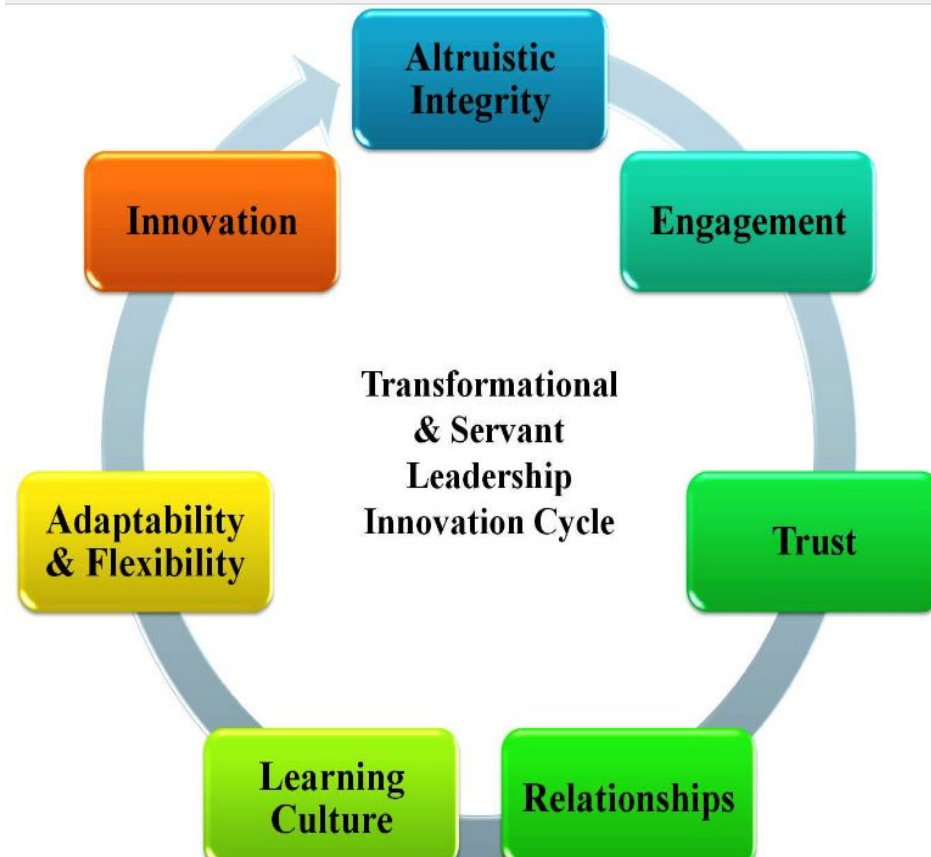 Altruistic
Integrity
Engagement
Trust
Relationships
Learning
Culture
Adaptability
& Flexibility
Innovation
Transformational
& Servant
Leadership
Innovation Cycle